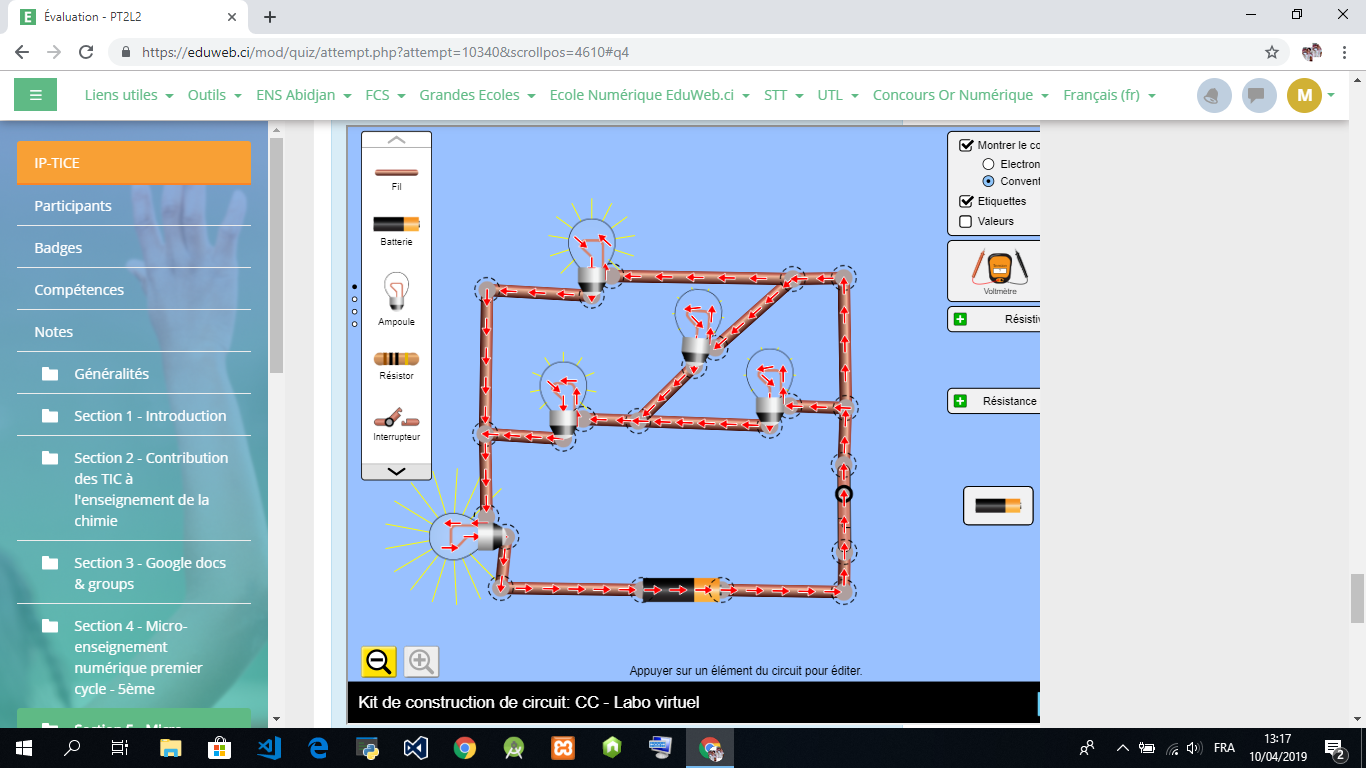 Évaluation - PT2L2
https://eduweb.ci/mod/quiz/attempt.php?attempt=10340&scrollpos=4610#q4
Liens utiles
Outils
ENS Abidjan
FCS
Grandes Ecoles
Ecole Numérique EduWeb.ci
STT
UTL
Concours Or Numérique
Français (fr)
M
IP-TICE
Participants
Badges
Compétences
Notes
Généralités
Section 1 - Introduction
Section 2 - Contribution
des TIC à
l'enseignement de la
chimie
Section 3 - Google docs
& groups
Section 4 - Micro-
enseignement
numérique premier
cycle - 5ème
Fil
Batterie
Ampoule
Résistor
Interrupteur
Montrer le co
Electron
Convent
Etiquettes
Valeurs
Voltmètre
Résistiv
Résistance
Appuyer sur un élément du circuit pour éditer.
Kit de construction de circuit: CC - Labo virtuel
FRA
13:17
10/04/2019
2